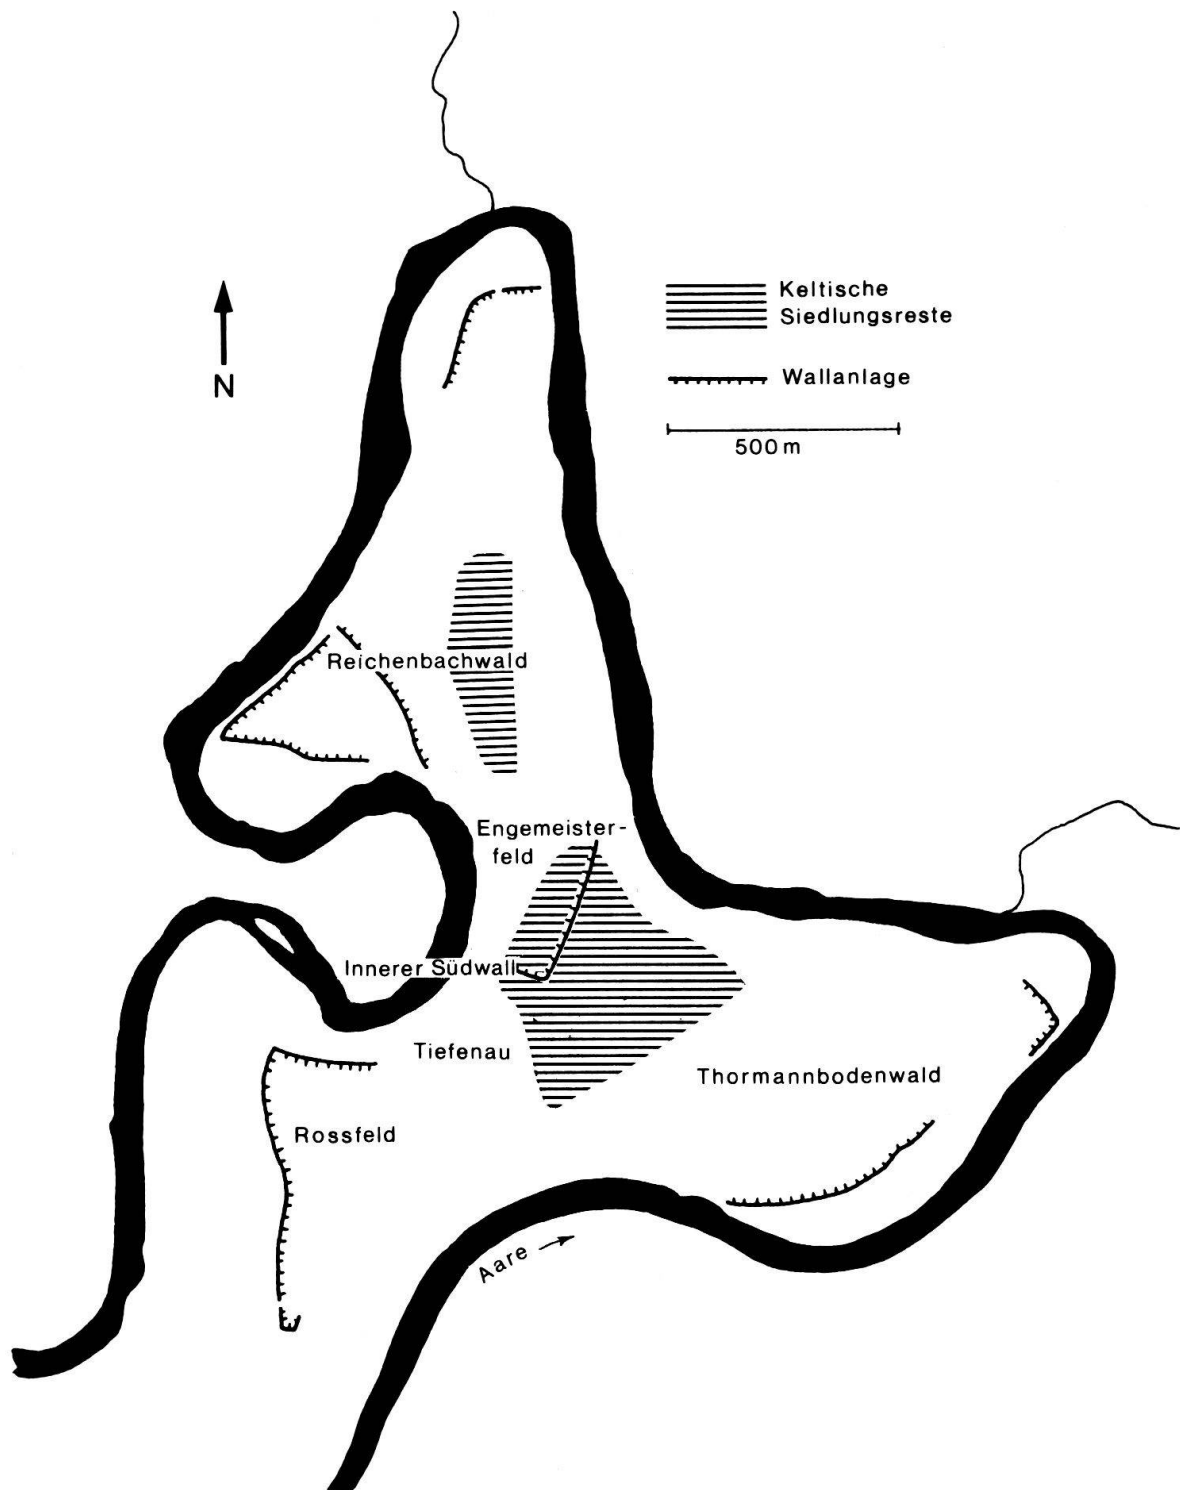 Keltische
Siedlungsreste
N
Wallanlage
500 m
Reichenbachwald
Engemeister-
feld
Innerer Südwall
Tiefenau
Thormannbodenwald
Rossfeld
Aare